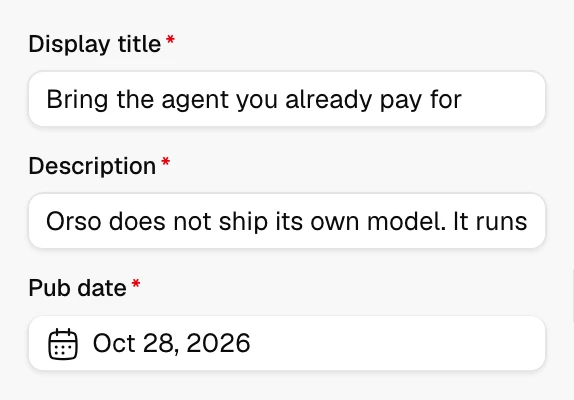 Display title *
Bring the agent you already pay for
Description *
Orso does not ship its own model. It runs
Pub date *
Oct 28, 2026